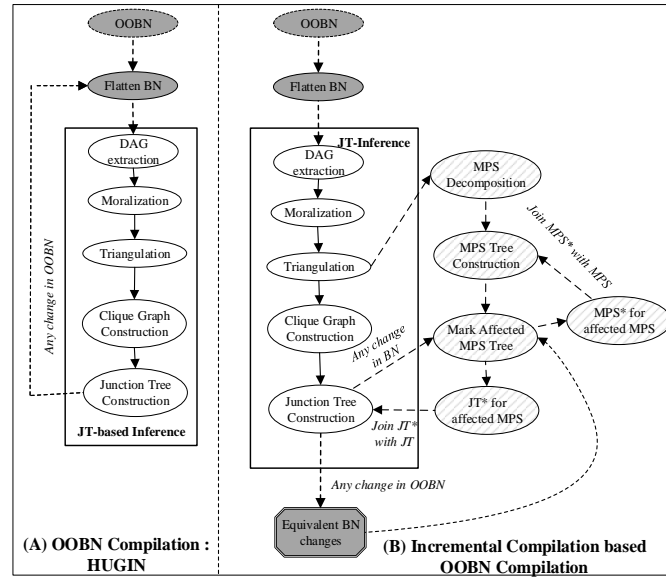 OOBN
Flatten BN
DAG
extraction
Moralization
Triangulation
Clique Graph
Construction
Junction Tree
Construction
JT-based Inference
Any change in OOBN
(A) OOBN Compilation :
HUGIN
OOBN
Flatten BN
JT-Inference
DAG
extraction
Moralization
Triangulation
Clique Graph
Construction
Junction Tree
Construction
Any change
in BN
MPS
Decomposition
MPS Tree
Construction
Join MPS* with MPS
Mark Affected
MPS Tree
MPS* for
affected MPS
JT* for
affected MPS
Join JT*
with JT
Any change in OOBN
Equivalent BN
changes
(B) Incremental Compilation based
OOBN Compilation